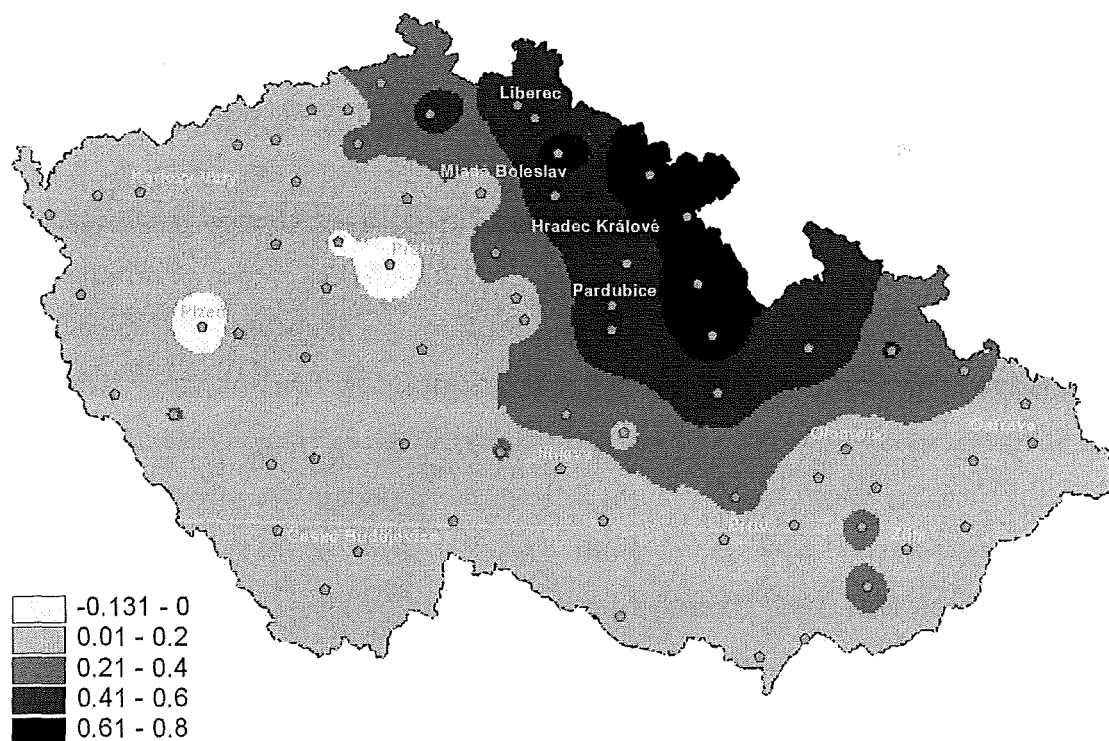 Liberec
Karlovy Vary
Mladá Boleslav
Hradec Králové
Praha
Pardubice
Plzeň
Olomouc
Ostrava
Jihlava
Brno
Zlín
České Budějovice
-0.131 - 0
0.01 - 0.2
0.21 - 0.4
0.41 - 0.6
0.61 - 0.8